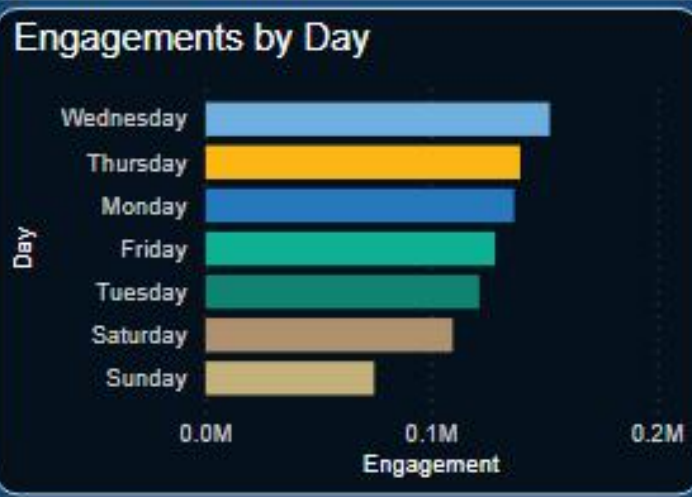 Engagements by Day
Day
Wednesday
Thursday
Monday
Friday
Tuesday
Saturday
Sunday
0.0M 0.1M 0.2M
Engagement